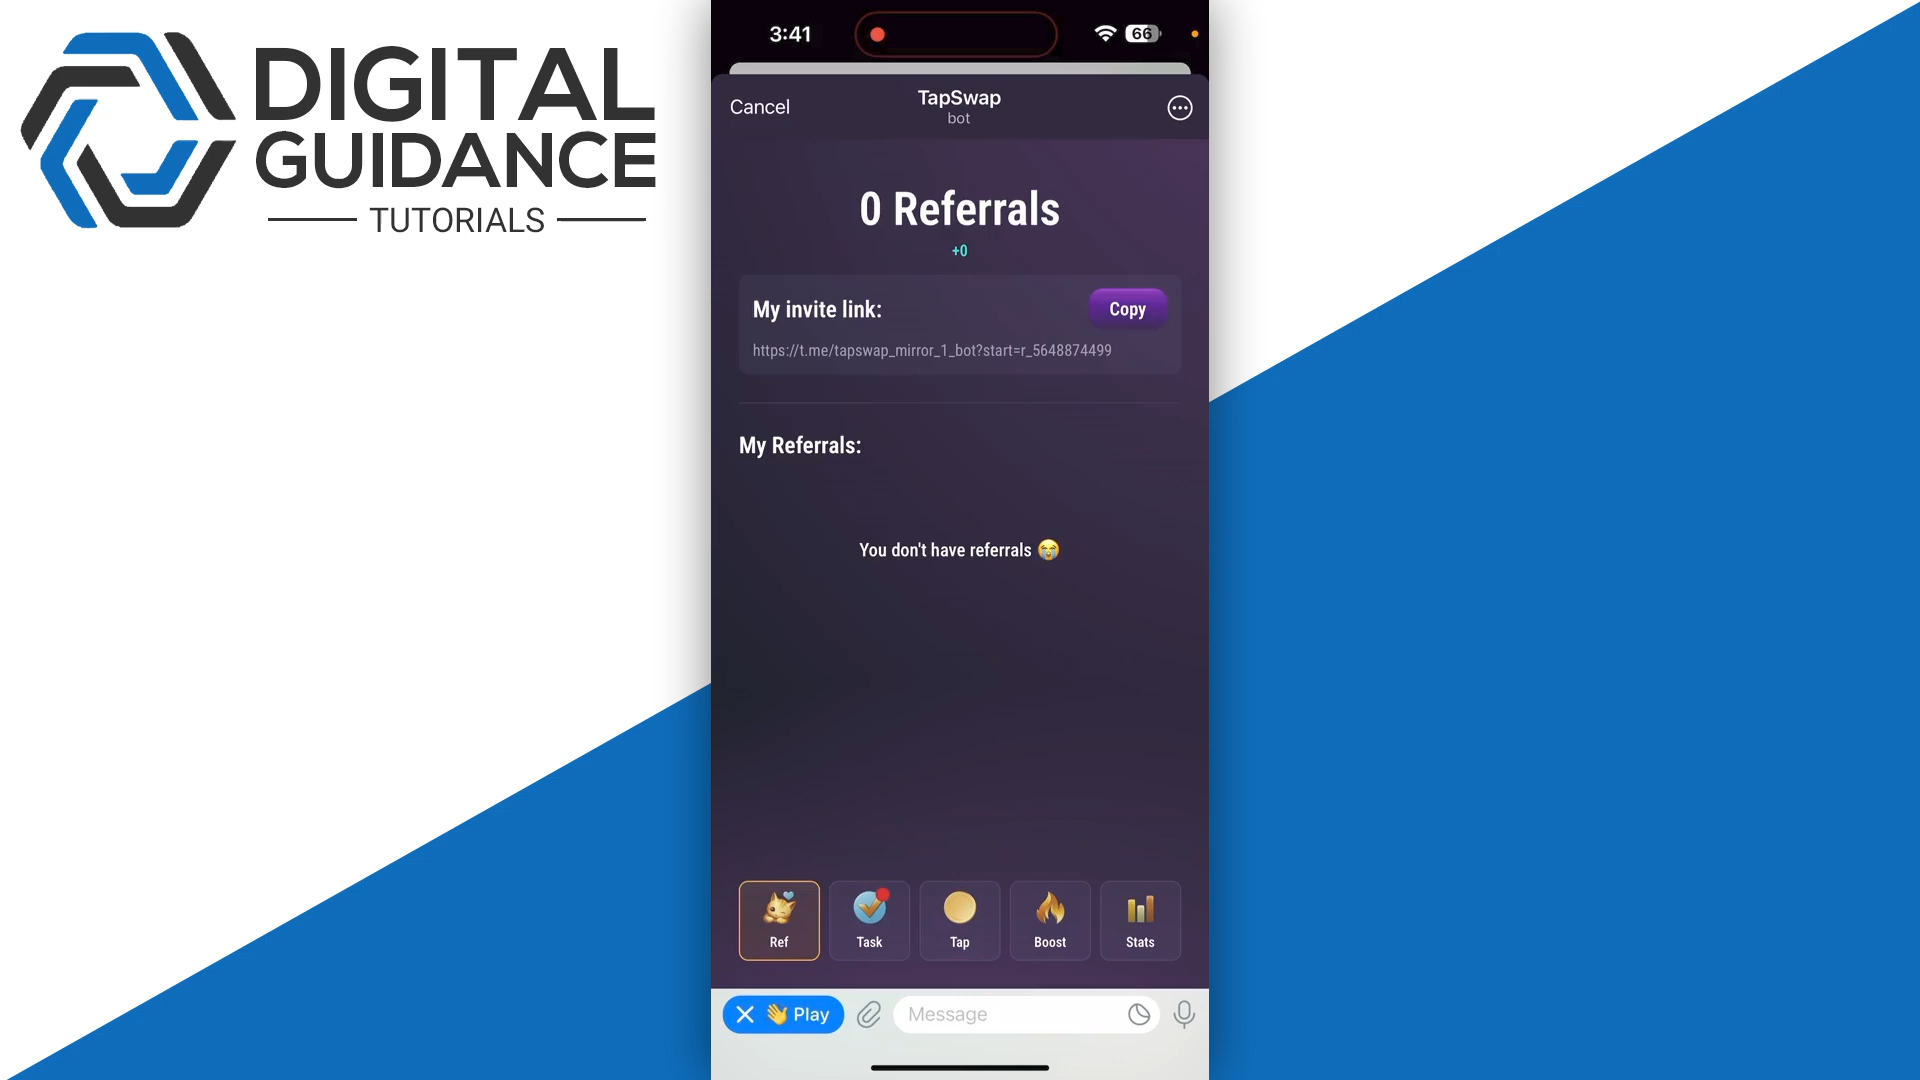 DIGITAL
GUIDANCE
TUTORIALS
3:41
66
Cancel
TapSwap
bot
0 Referrals
+0
My invite link:
Copy
https://t.me/tapswap_mirror_1_bot?start=r_5648874499
My Referrals:
You don't have referrals 😭
Ref
Task
Tap
Boost
Stats
👋 Play
Message